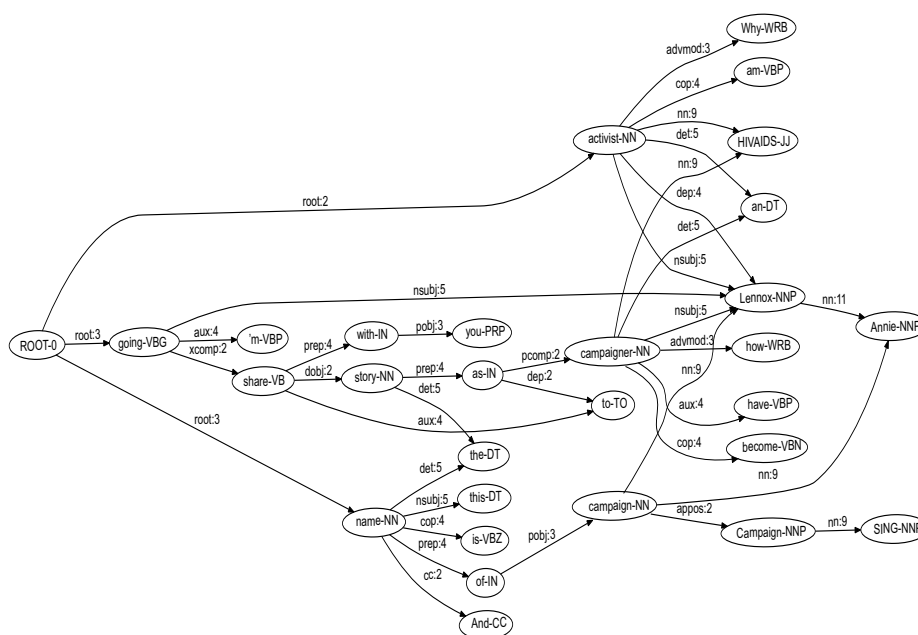 Why-WRB
advmod:3
am-VBP
cop:4
nn:9
activist-NN
HIVAIDS-JJ
det:5
nn:9
dep:4
an-DT
root:2
det:5
nsubj:5
nsubj:5
Lennox-NNP
nn:11
ROOT-0
root:3
going-VBG
aux:4
'm-VBP
xcomp:2
prep:4
with-IN
pobj:3
you-PRP
nsubj:5
Annie-NNP
share-VB
dobj:2
story-NN
prep:4
as-IN
pcomp:2
campaigner-NN
advmod:3
how-WRB
det:5
dep:2
nn:9
aux:4
to-TO
aux:4
have-VBP
root:3
the-DT
cop:4
become-VBN
det:5
nn:9
name-NN
nsubj:5
this-DT
cop:4
is-VBZ
prep:4
campaign-NN
appos:2
Campaign-NNP
nn:9
SING-NNP
pobj:3
cc:2
of-IN
And-CC